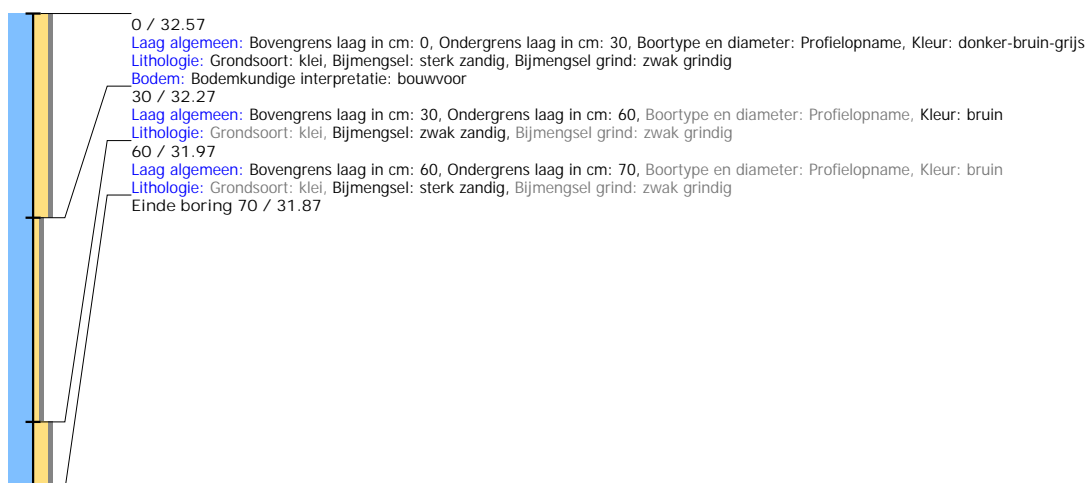 0 / 32.57
Laag algemeen: Bovengrens laag in cm: 0, Ondergrens laag in cm: 30, Boortype en diameter: Profielopname, Kleur: donker-bruin-grijs
Lithologie: Grondsoort: klei, Bijmengsel: sterk zandig, Bijmengsel grind: zwak grindig
Bodem: Bodemkundige interpretatie: bouwvoor
30 / 32.27
Laag algemeen: Bovengrens laag in cm: 30, Ondergrens laag in cm: 60, Boortype en diameter: Profielopname, Kleur: bruin
Lithologie: Grondsoort: klei, Bijmengsel: zwak zandig, Bijmengsel grind: zwak grindig
60 / 31.97
Laag algemeen: Bovengrens laag in cm: 60, Ondergrens laag in cm: 70, Boortype en diameter: Profielopname, Kleur: bruin
Lithologie: Grondsoort: klei, Bijmengsel: sterk zandig, Bijmengsel grind: zwak grindig
Einde boring 70 / 31.87